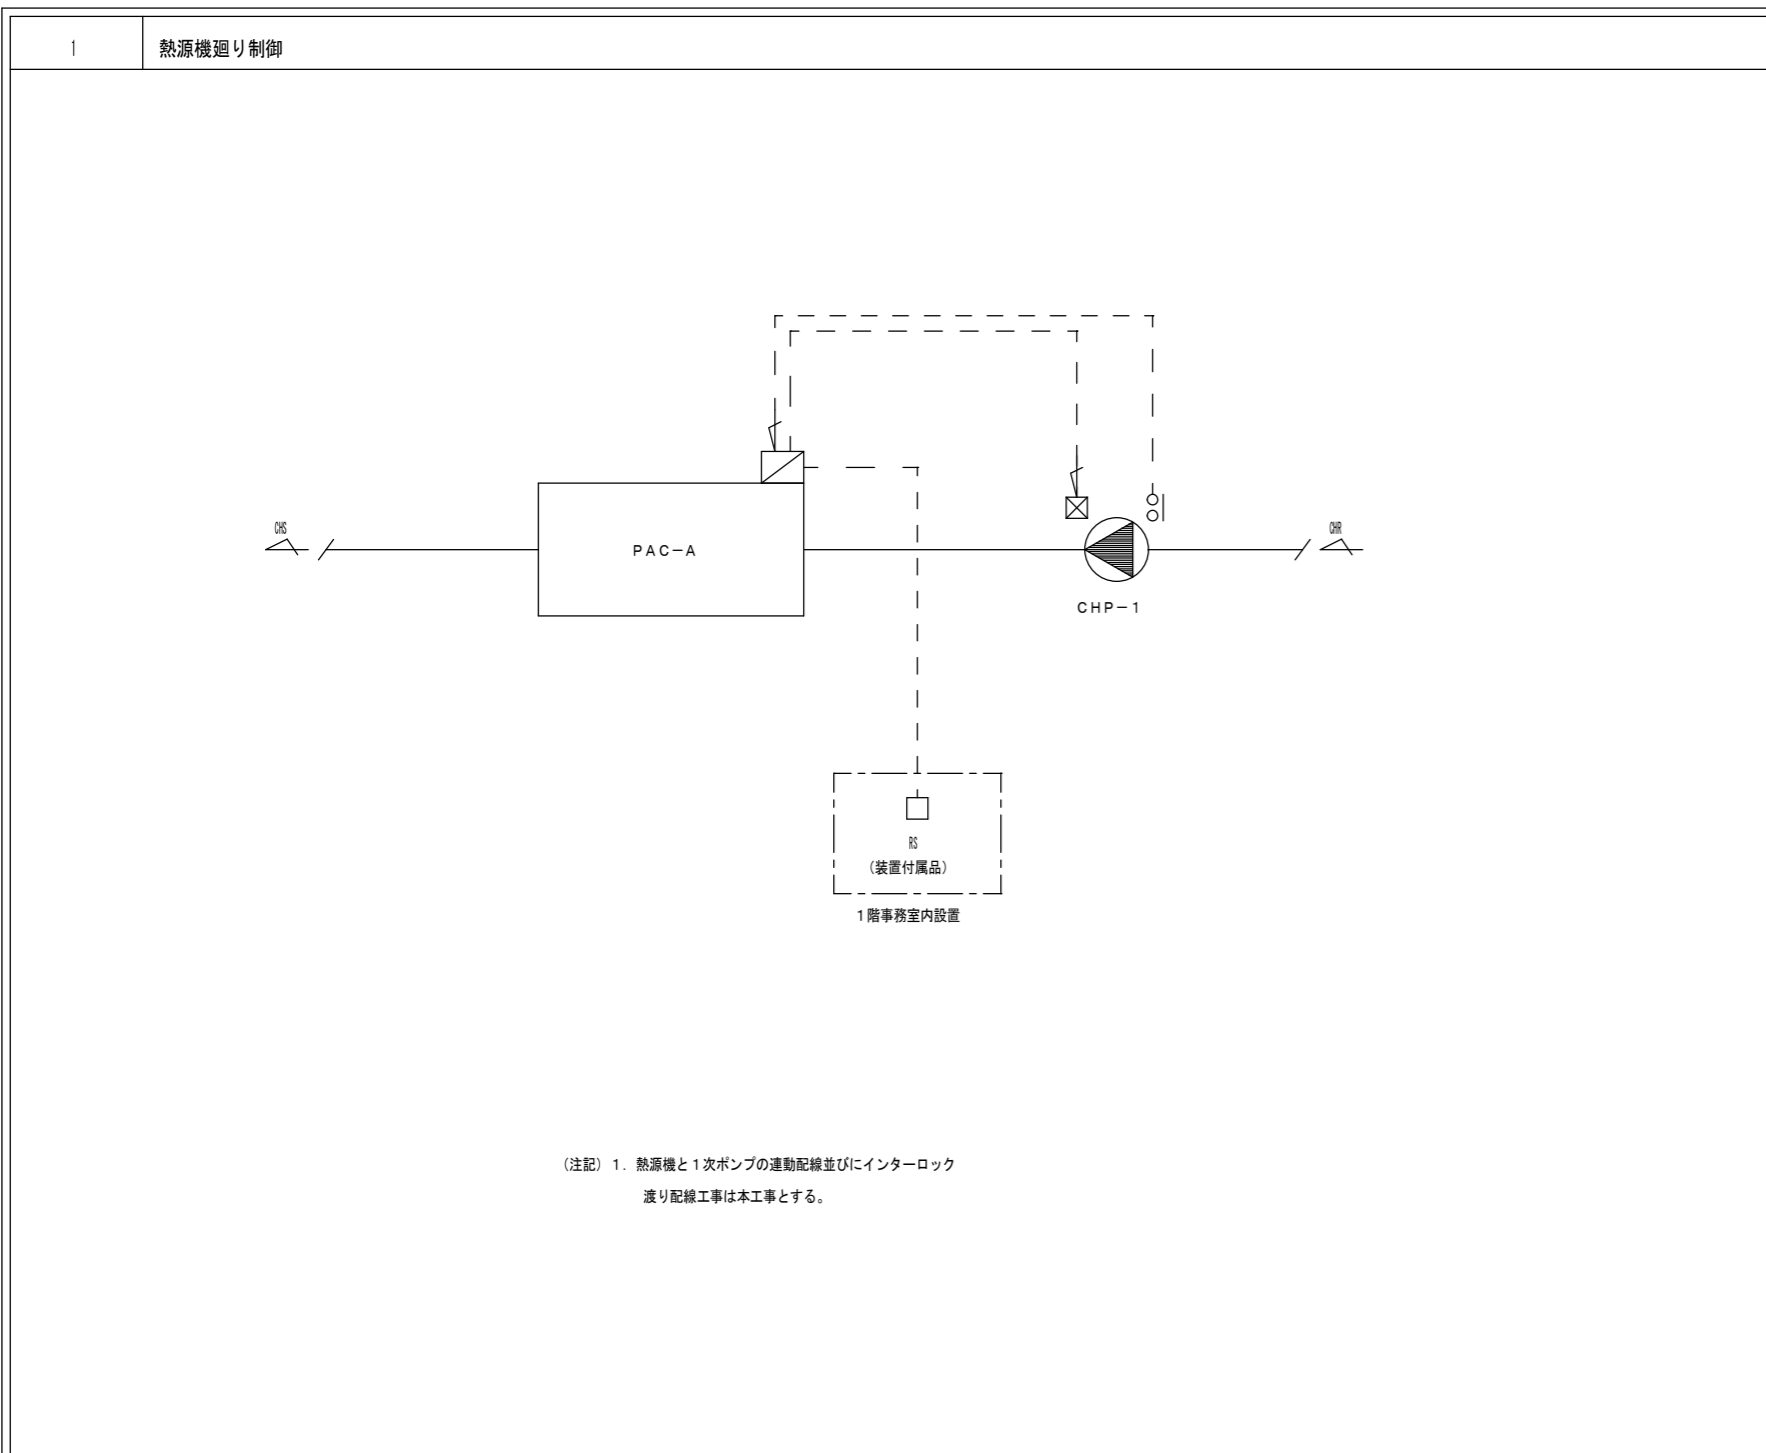 1
熱源機廻り制御
CHS
PAC-A
CHP-1
CHR
RS
(装置付属品)
1階事務室内設置
(注記) 1. 熱源機と1次ポンプの連動配線並びにインターロック
渡り配線工事は本工事とする。